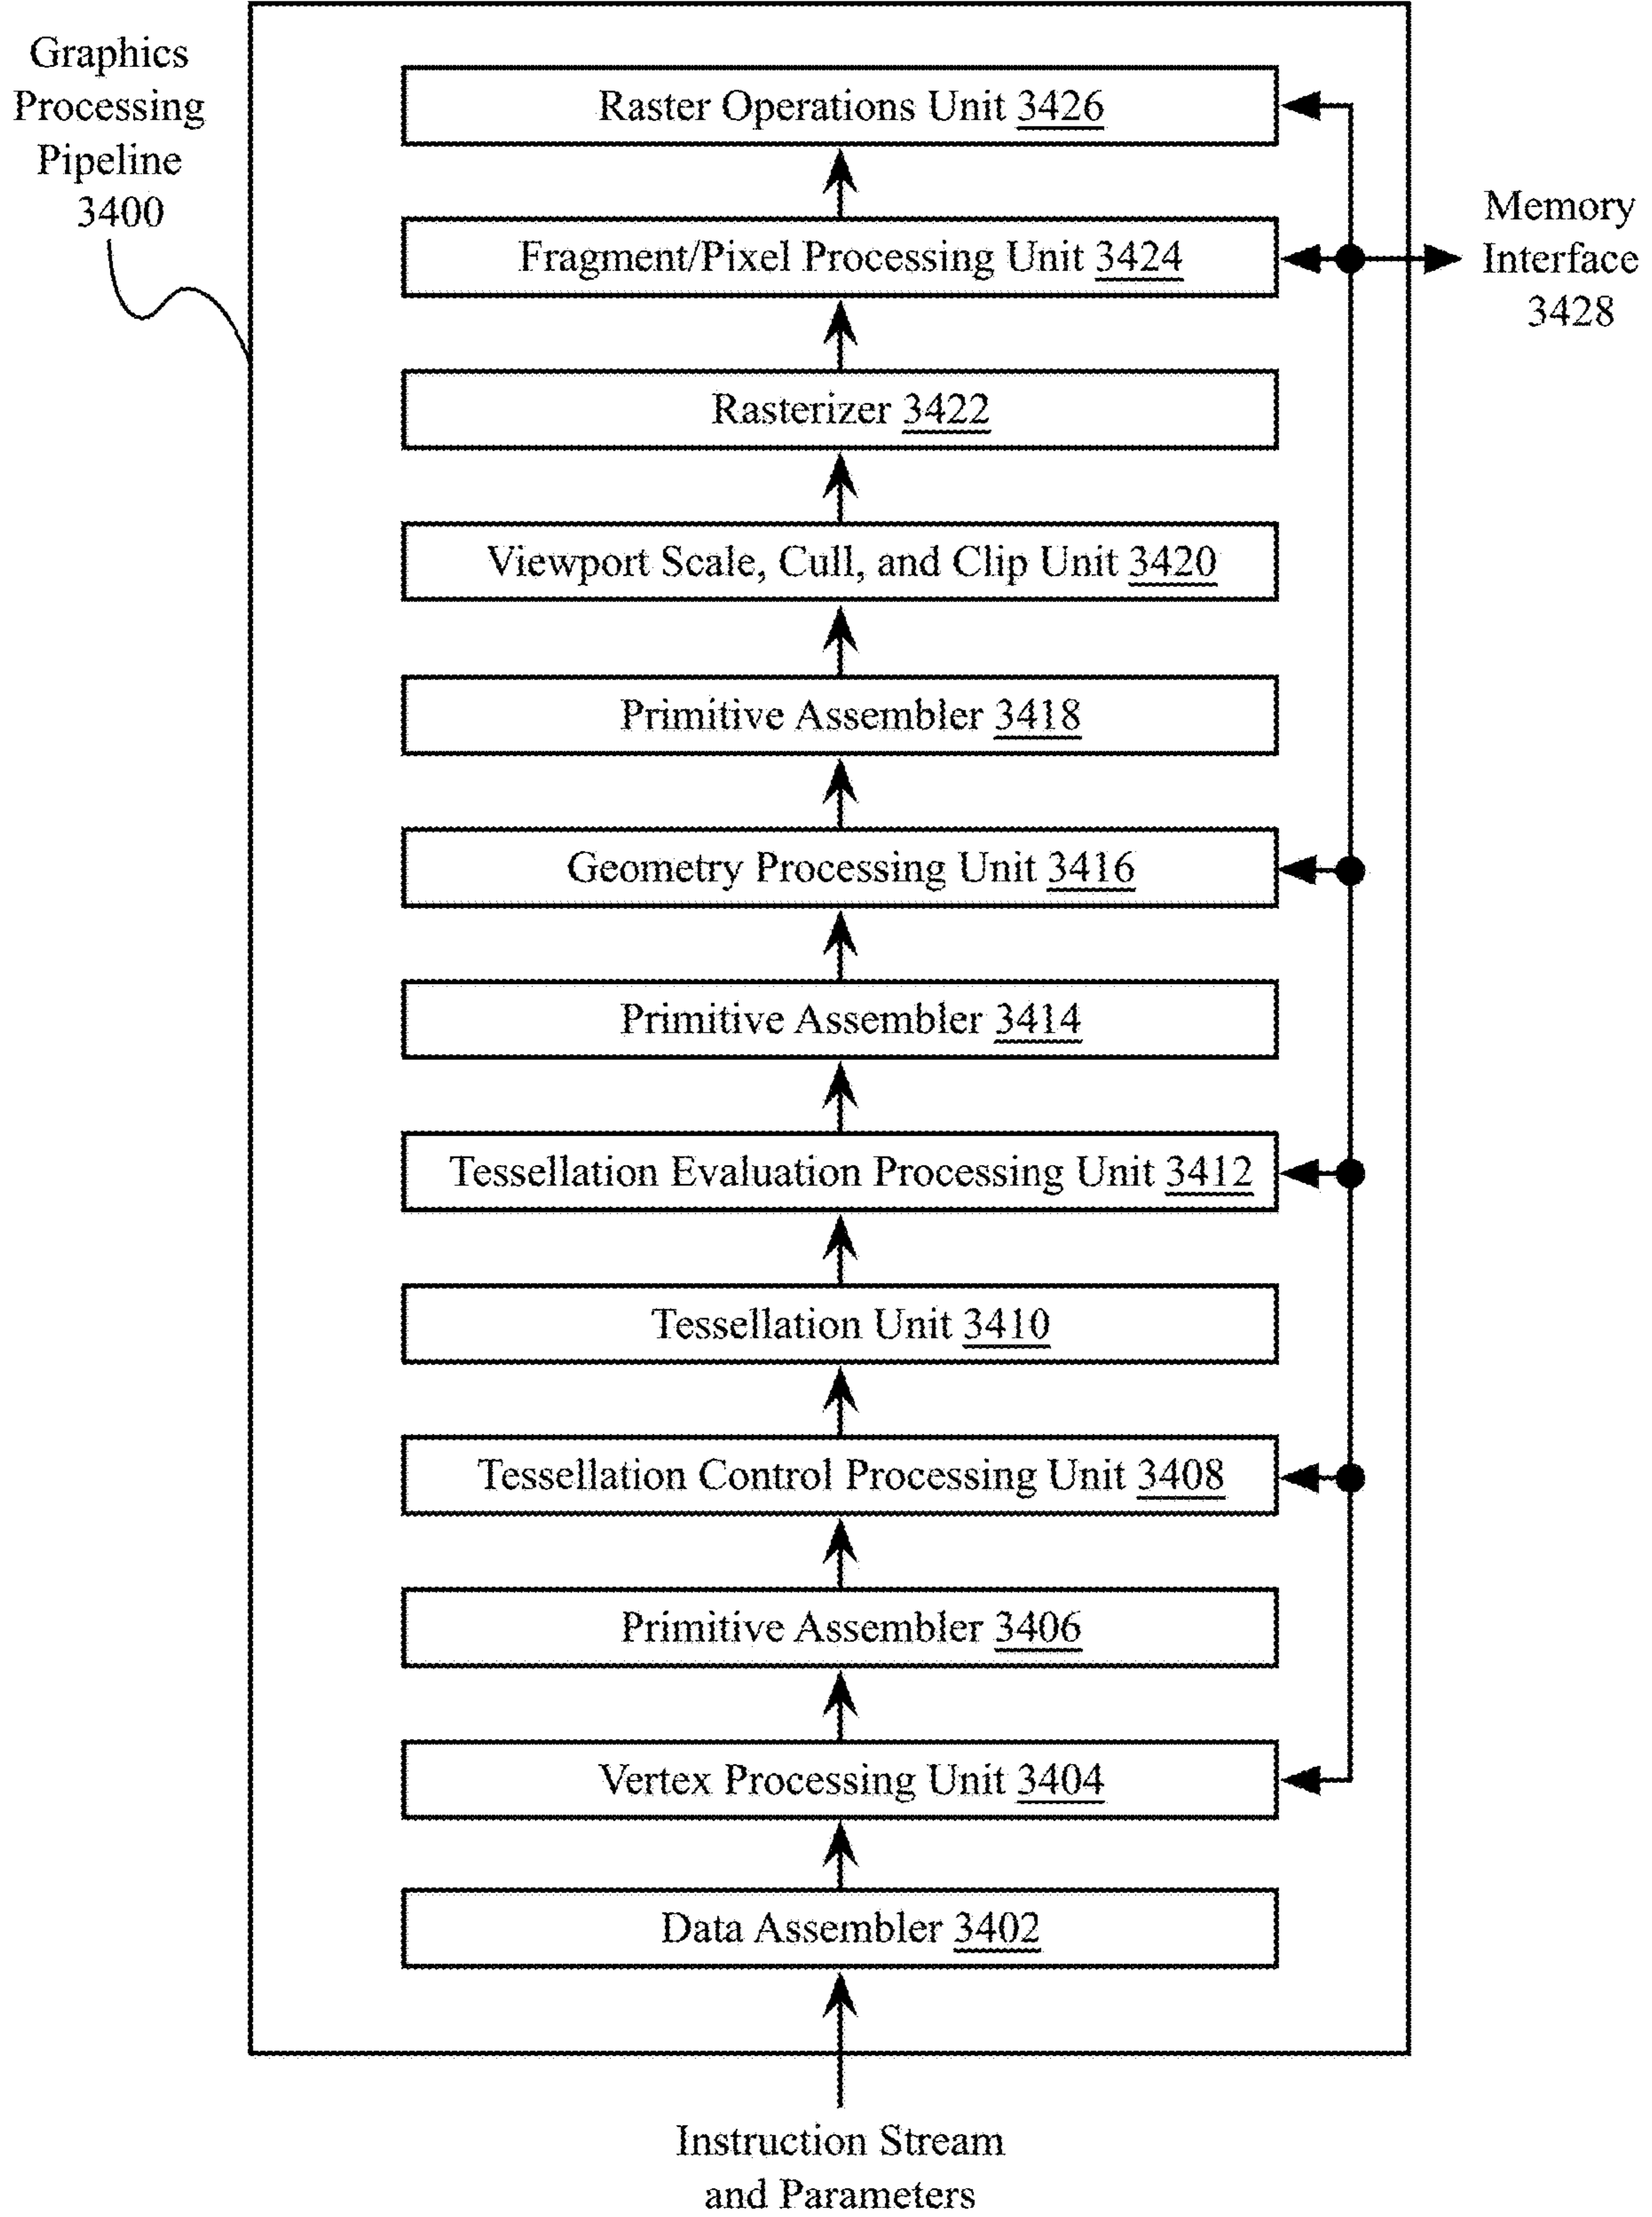 Graphics
Processing
Pipeline
3400
Raster Operations Unit 3426
Fragment/Pixel Processing Unit 3424
Memory
Interface
3428
Rasterizer 3422
Viewport Scale, Cull, and Clip Unit 3420
Primitive Assembler 3418
Geometry Processing Unit 3416
Primitive Assembler 3414
Tessellation Evaluation Processing Unit 3412
Tessellation Unit 3410
Tessellation Control Processing Unit 3408
Primitive Assembler 3406
Vertex Processing Unit 3404
Data Assembler 3402
Instruction Stream
and Parameters